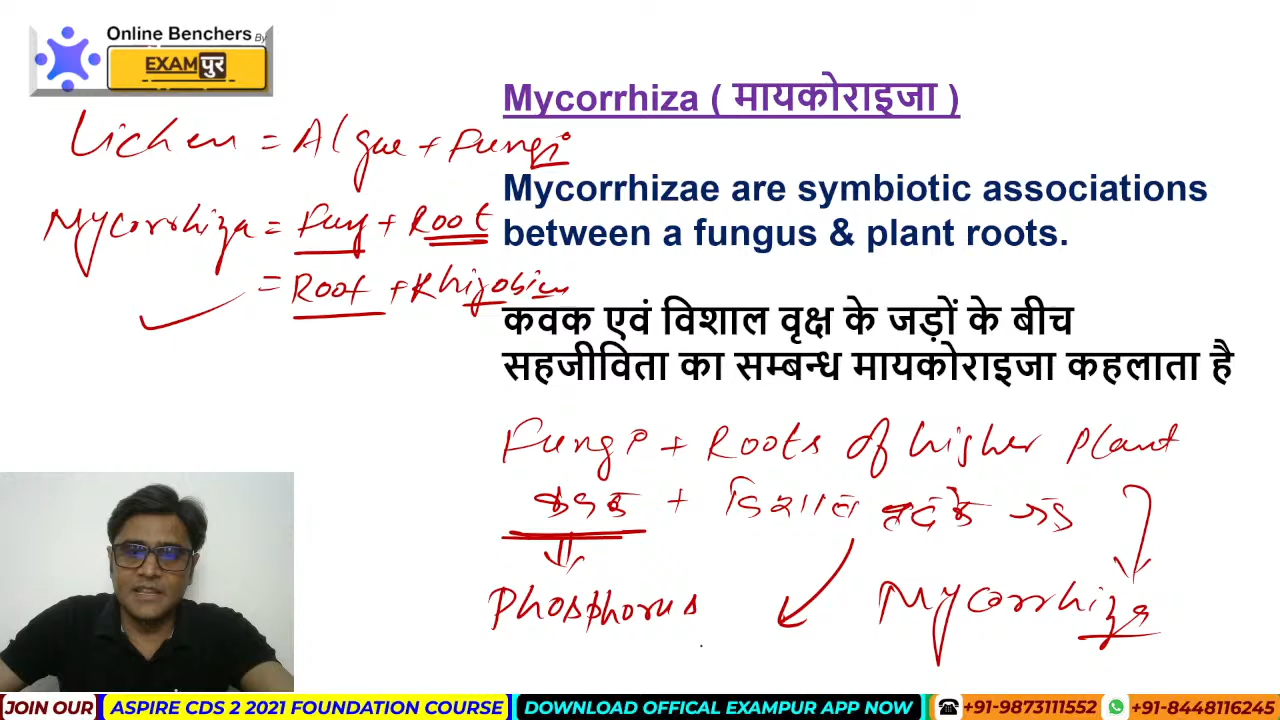 Online Benchers By
EXAMपुर
Mycorrhiza ( मायकोराइजा )
Lichen = Algae + Fungi
Mycorrhiza = Fung + Root
= Root + Rhizobium
Mycorrhizae are symbiotic associations
between a fungus & plant roots.
कवक एवं विशाल वृक्ष के जड़ों के बीच
सहजीविता का सम्बन्ध मायकोराइजा कहलाता है
Fungi + Roots of higher plant
कवक + विशाल के जड़
Phosphorus
Mycorrhiza
JOIN OUR ASPIRE CDS 2 2021 FOUNDATION COURSE DOWNLOAD OFFICAL EXAMPUR APP NOW +91-9873111552 +91-8448116245